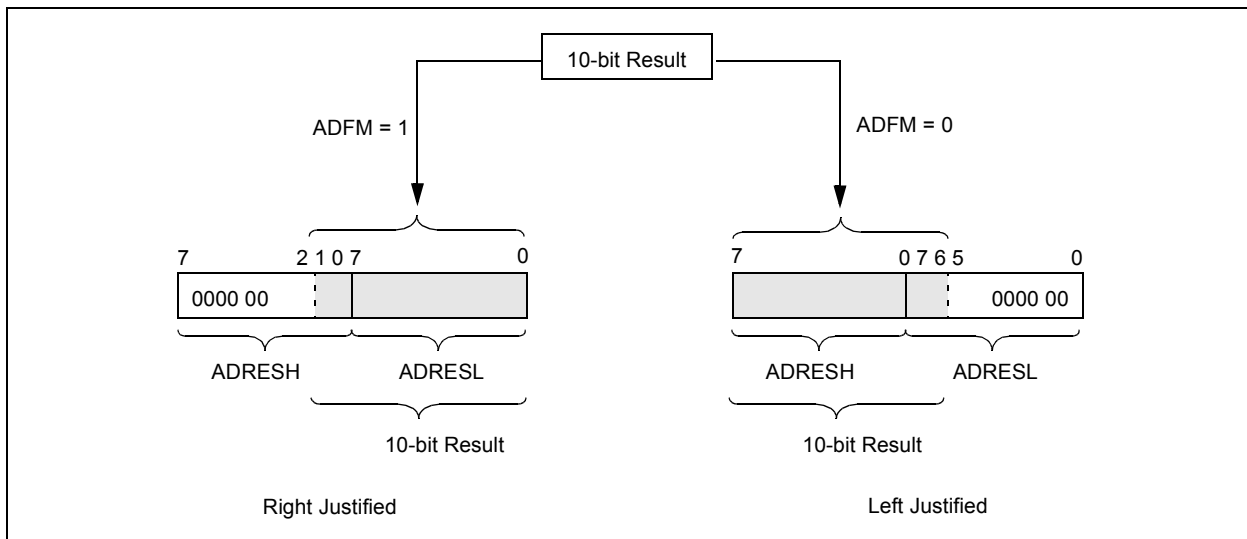 10-bit Result
ADFM = 1
ADFM = 0
7 2 1 0 7 0
7 0 7 6 5 0
0000 00
0000 00
ADRESH ADRESL
ADRESH ADRESL
10-bit Result
10-bit Result
Right Justified
Left Justified